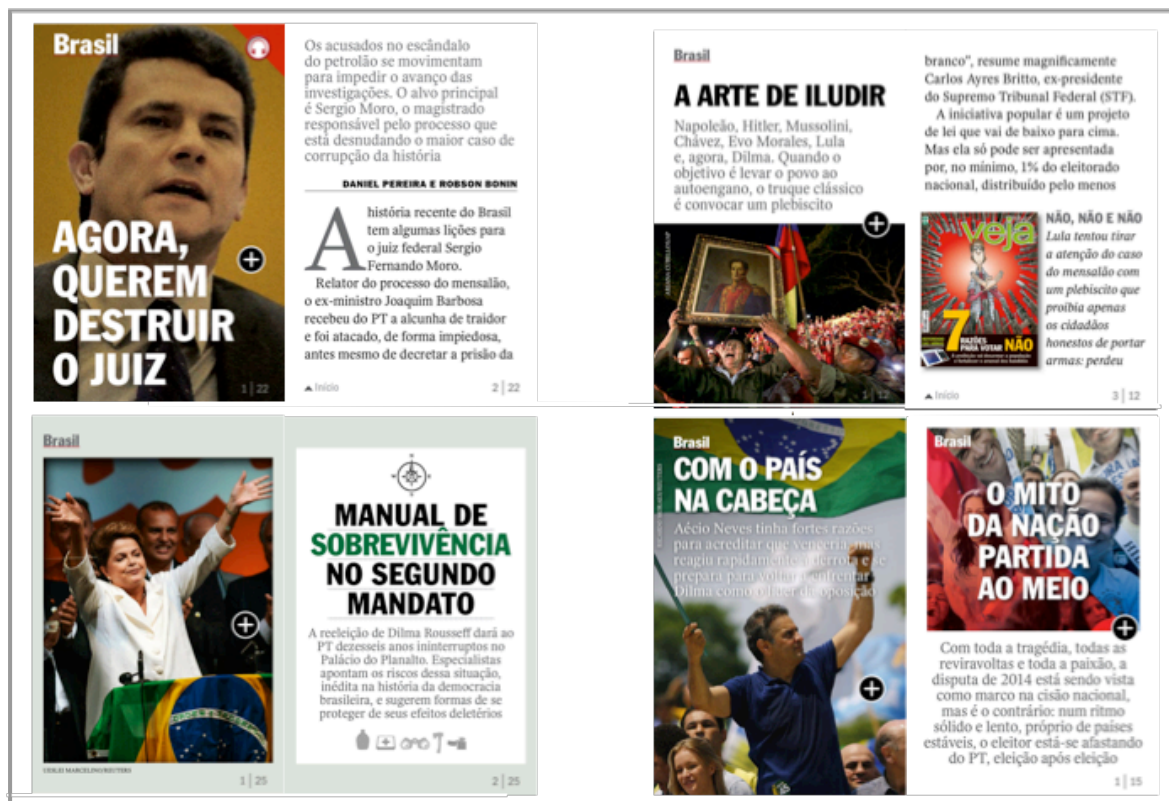 Brasil
AGORA,
QUEREM
DESTRUIR
O JUIZ
1 | 22
Os acusados no escândalo
do petrolão se movimentam
para impedir o avanço das
investigações. O alvo principal
é Sergio Moro, o magistrado
responsável pelo processo que
está desnudando o maior caso de
corrupção da história
DANIEL PEREIRA E ROBSON BONIN
A história recente do Brasil
tem algumas lições para
o juiz federal Sergio
Fernando Moro.
Relator do processo do mensalão,
o ex-ministro Joaquim Barbosa
recebeu do PT a alcunha de traidor
e foi atacado, de forma impiedosa,
antes mesmo de decretar a prisão da
Início
2 | 22
Brasil
A ARTE DE ILUDIR
Napoleão, Hitler, Mussolini,
Chávez, Evo Morales, Lula
e, agora, Dilma. Quando o
objetivo é levar o povo ao
autoengano, o truque clássico
é convocar um plebiscito
1 | 12
branco", resume magnificamente
Carlos Ayres Britto, ex-presidente
do Supremo Tribunal Federal (STF).
A iniciativa popular é um projeto
de lei que vai de baixo para cima.
Mas ela só pode ser apresentada
por, no mínimo, 1% do eleitorado
nacional, distribuído pelo menos
veja
7 RAZÕES
PARA VOTAR NÃO
NÃO, NÃO E NÃO
Lula tentou tirar
a atenção do caso
do mensalão com
um plebiscito que
proibia apenas
os cidadãos
honestos de portar
armas: perdeu
Início
3 | 12
Brasil
UESLEI MARCELINO/REUTERS
1 | 25
MANUAL DE
SOBREVIVÊNCIA
NO SEGUNDO
MANDATO
A reeleição de Dilma Rousseff dará ao
PT dezesseis anos ininterruptos no
Palácio do Planalto. Especialistas
apontam os riscos dessa situação,
inédita na história da democracia
brasileira, e sugerem formas de se
proteger de seus efeitos deletérios
2 | 25
Brasil
COM O PAÍS
NA CABEÇA
Aécio Neves tinha fortes razões
para acreditar que venceria, mas
reagiu rapidamente à derrota e se
prepara para voltar a enfrentar
Dilma como o líder da oposição
Brasil
O MITO
DA NAÇÃO
PARTIDA
AO MEIO
Com toda a tragédia, todas as
reviravoltas e toda a paixão, a
disputa de 2014 está sendo vista
como marco na cisão nacional,
mas é o contrário: num ritmo
sólido e lento, próprio de países
estáveis, o eleitor está-se afastando
do PT, eleição após eleição
1 | 15